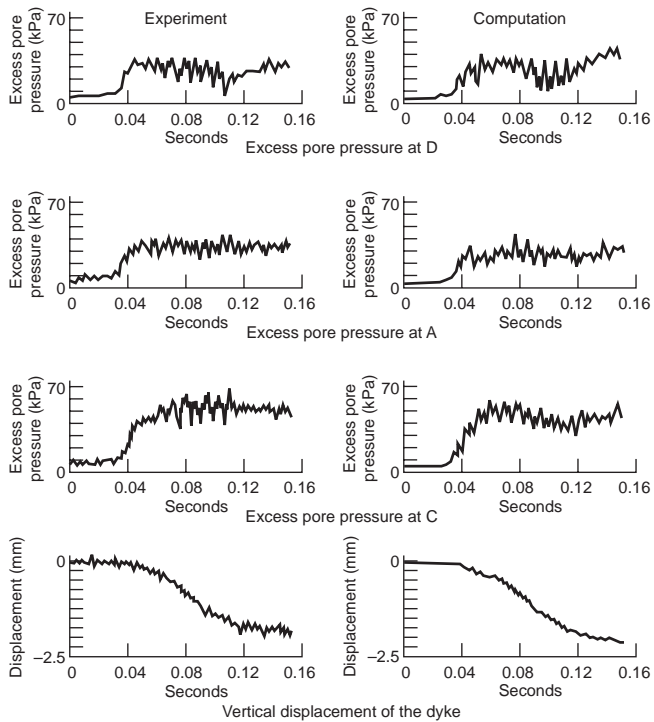 Experiment
Computation
Excess pore pressure (kPa)
70
0
0 0.04 0.08 0.12 0.16
Seconds
Excess pore pressure (kPa)
70
0
0 0.04 0.08 0.12 0.16
Seconds
Excess pore pressure at D
Excess pore pressure (kPa)
70
0
0 0.04 0.08 0.12 0.16
Seconds
Excess pore pressure (kPa)
70
0
0 0.04 0.08 0.12 0.16
Seconds
Excess pore pressure at A
Excess pore pressure (kPa)
70
0
0 0.04 0.08 0.12 0.16
Seconds
Excess pore pressure (kPa)
70
0
0 0.04 0.08 0.12 0.16
Seconds
Excess pore pressure at C
Displacement (mm)
0
–2.5
0 0.04 0.08 0.12 0.16
Seconds
Displacement (mm)
0
–2.5
0 0.04 0.08 0.12 0.16
Seconds
Vertical displacement of the dyke